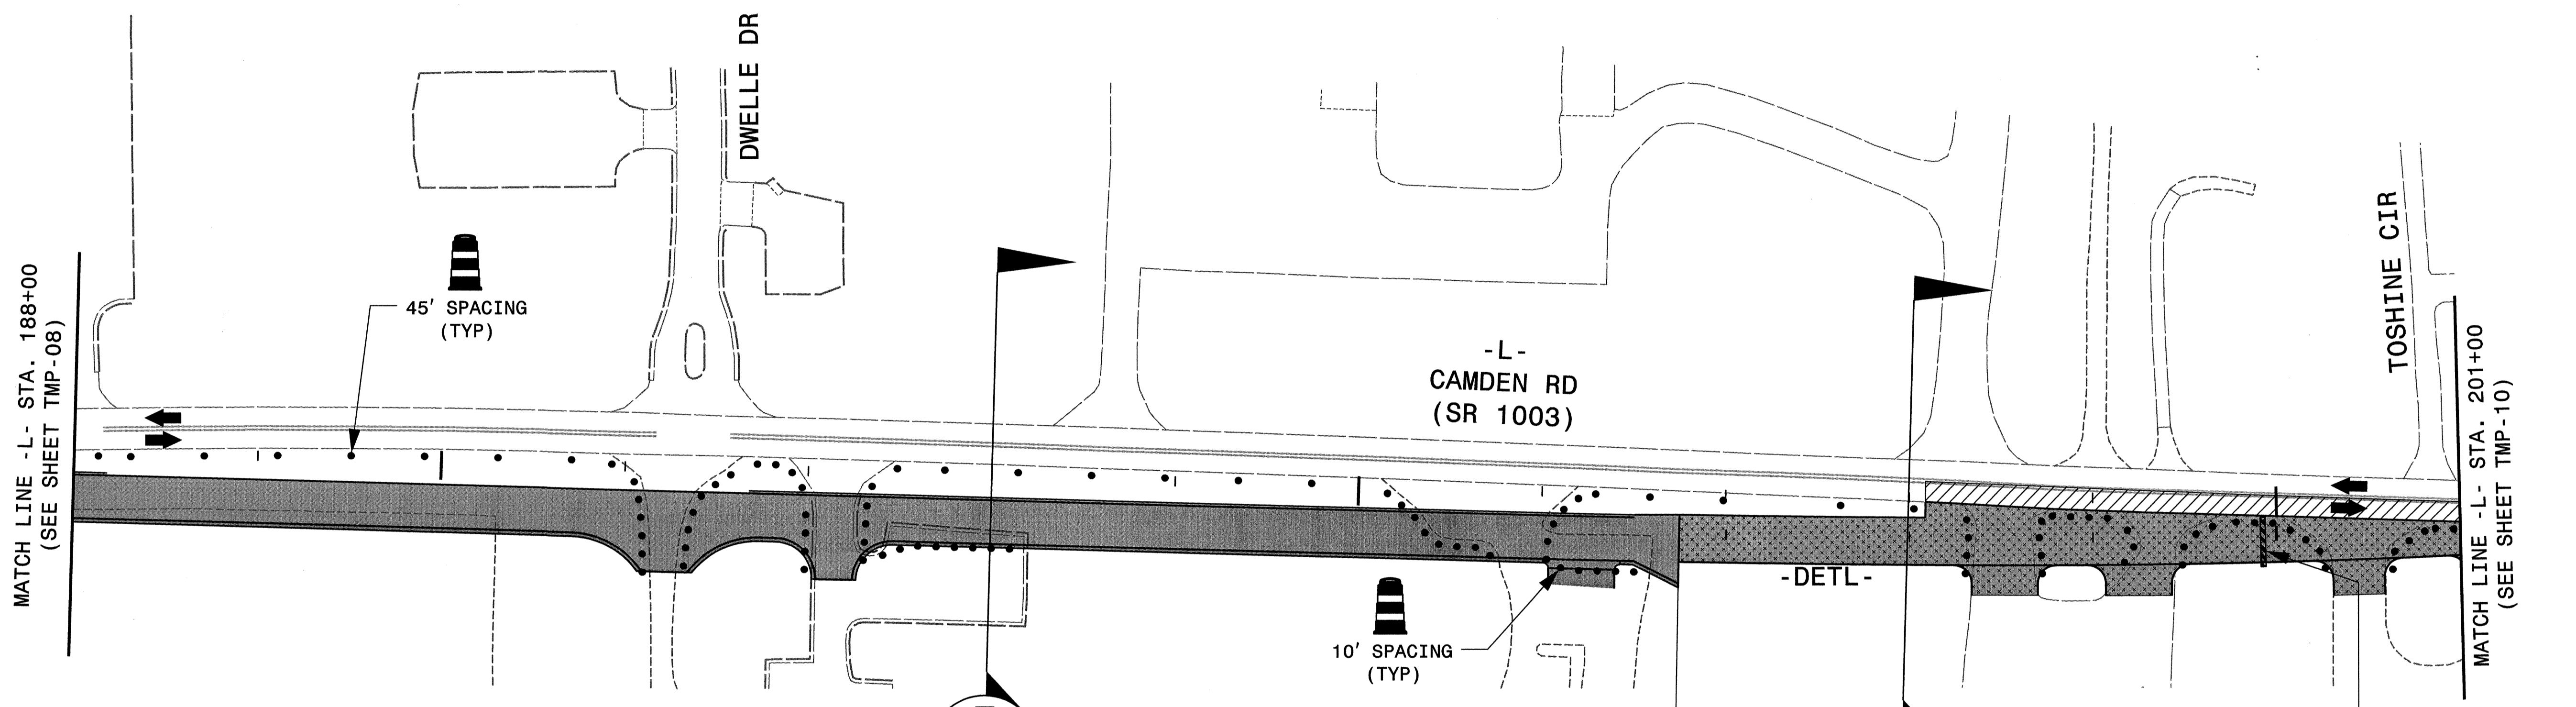 MATCH LINE -L- STA. 188+00
(SEE SHEET TMP-08)
45' SPACING
(TYP)
DWELLE DR
-L-
CAMDEN RD
(SR 1003)
10' SPACING
(TYP)
-DETL-
TOSHINE CIR
MATCH LINE -L- STA. 201+00
(SEE SHEET TMP-10)